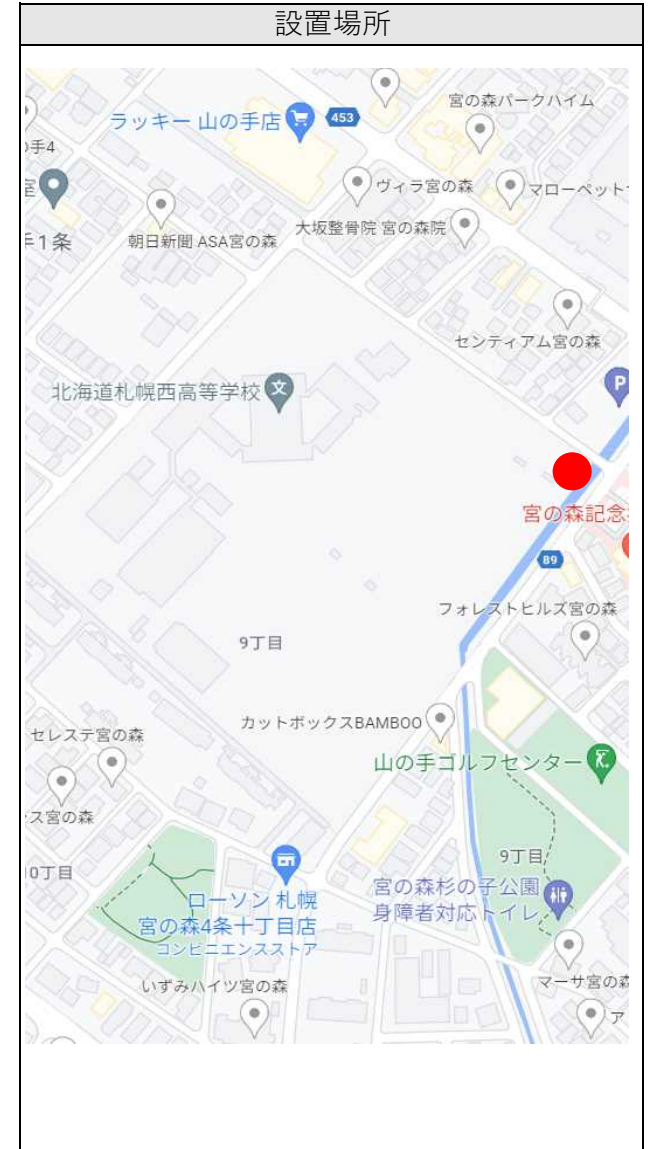 設置場所
宮の森パークハイム
ラッキー 山の手店
453
手4
ヴィラ宮の森
マローペット
室
大坂整骨院 宮の森院
手1条
朝日新聞 ASA宮の森
センティアム宮の森
P
北海道札幌西高等学校
文
宮の森記念
89
フォレストヒルズ宮の森
9丁目
カットボックスBAMBOO
セレステ宮の森
山の手ゴルフセンター
ス宮の森
9丁目
0丁目
宮の森杉の子公園
身障者対応トイレ
ローソン 札幌
宮の森4条十丁目店
コンビニエンスストア
いずみハイツ宮の森
マーサ宮の森
ア